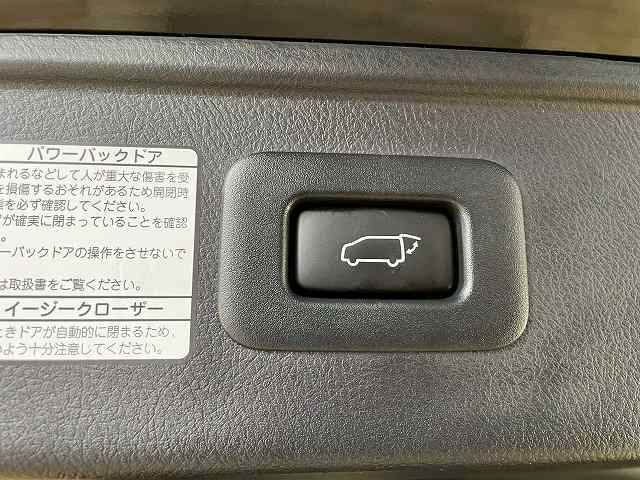 パワーバックドア
まれるなどして人が重大な傷害を受
を損傷するおそれがあるため開閉時
を必ず確認してください。
が確実に閉まっていることを確認
。
ーバックドアの操作をさせないで
は取扱書をご覧ください。
イージークローザー
ときドアが自動的に閉まるため、
よう十分注意してください。